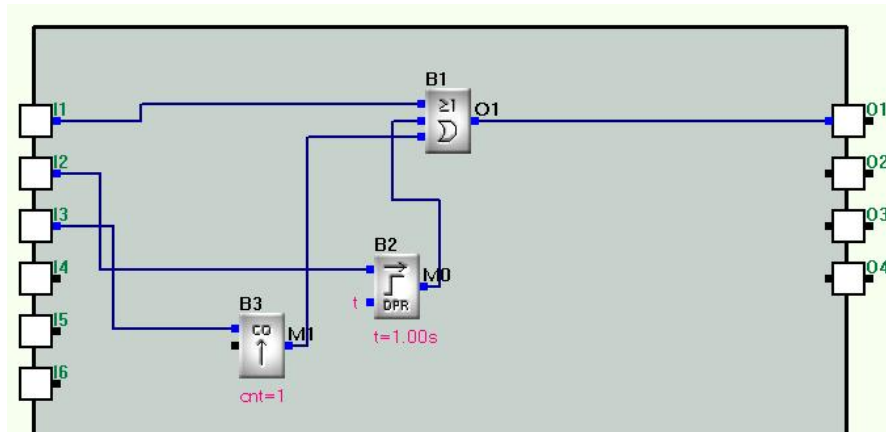 B1
≥1
O1
I1
O1
I2
O2
I3
O3
B2
I4
M0
O4
t
DPR
B3
CO
M1
I5
t=1.00s
I6
cnt=1